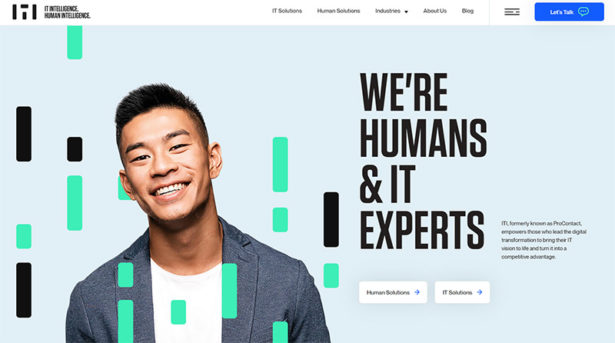 ITI
IT INTELLIGENCE.
HUMAN INTELLIGENCE.
IT Solutions
Human Solutions
Industries
About Us
Blog
Let's Talk
WE'RE
HUMANS
& IT
EXPERTS
ITI, formerly known as ProContact,
empowers those who lead the digital
transformation to bring their IT
vision to life and turn it into a
competitive advantage.
Human Solutions
IT Solutions